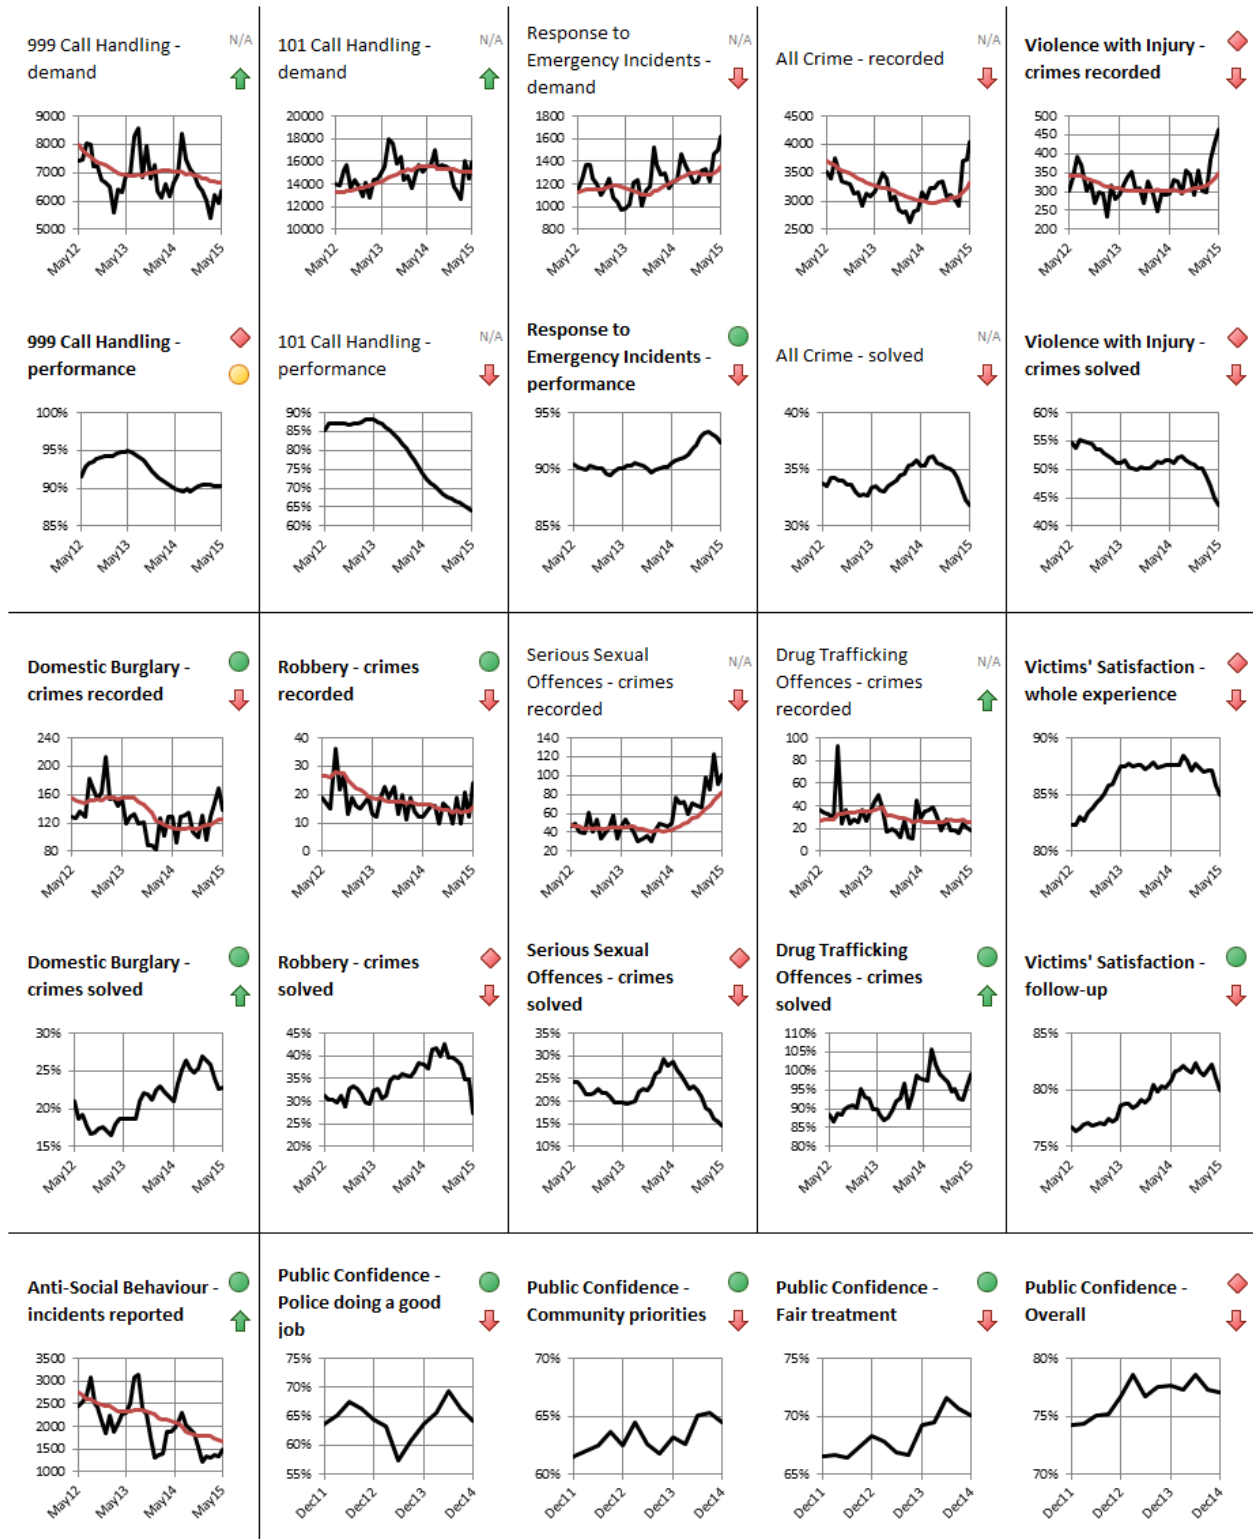 999 Call Handling -
demand
N/A
9000
8000
7000
6000
5000
May12
May13
May14
May15
101 Call Handling -
demand
N/A
20000
18000
16000
14000
12000
10000
May12
May13
May14
May15
Response to
Emergency Incidents -
demand
N/A
1800
1600
1400
1200
1000
800
May12
May13
May14
May15
All Crime - recorded
N/A
4500
4000
3500
3000
2500
May12
May13
May14
May15
Violence with Injury -
crimes recorded
500
450
400
350
300
250
200
May12
May13
May14
May15
999 Call Handling -
performance
100%
95%
90%
85%
May12
May13
May14
May15
101 Call Handling -
performance
N/A
90%
85%
80%
75%
70%
65%
60%
May12
May13
May14
May15
Response to
Emergency Incidents -
performance
95%
90%
85%
May12
May13
May14
May15
All Crime - solved
N/A
40%
35%
30%
May12
May13
May14
May15
Violence with Injury -
crimes solved
60%
55%
50%
45%
40%
May12
May13
May14
May15
Domestic Burglary -
crimes recorded
240
200
160
120
80
May12
May13
May14
May15
Robbery - crimes
recorded
40
30
20
10
0
May12
May13
May14
May15
Serious Sexual
Offences - crimes
recorded
N/A
140
120
100
80
60
40
20
May12
May13
May14
May15
Drug Trafficking
Offences - crimes
recorded
N/A
100
80
60
40
20
0
May12
May13
May14
May15
Victims' Satisfaction -
whole experience
90%
85%
80%
May12
May13
May14
May15
Domestic Burglary -
crimes solved
30%
25%
20%
15%
May12
May13
May14
May15
Robbery - crimes
solved
45%
40%
35%
30%
25%
20%
May12
May13
May14
May15
Serious Sexual
Offences - crimes
solved
35%
30%
25%
20%
15%
10%
May12
May13
May14
May15
Drug Trafficking
Offences - crimes
solved
110%
105%
100%
95%
90%
85%
80%
May12
May13
May14
May15
Victims' Satisfaction -
follow-up
85%
80%
75%
May12
May13
May14
May15
Anti-Social Behaviour -
incidents reported
3500
3000
2500
2000
1500
1000
May12
May13
May14
May15
Public Confidence -
Police doing a good
job
75%
70%
65%
60%
55%
Dec11
Dec12
Dec13
Dec14
Public Confidence -
Community priorities
70%
65%
60%
Dec11
Dec12
Dec13
Dec14
Public Confidence -
Fair treatment
75%
70%
65%
Dec11
Dec12
Dec13
Dec14
Public Confidence -
Overall
80%
75%
70%
Dec11
Dec12
Dec13
Dec14